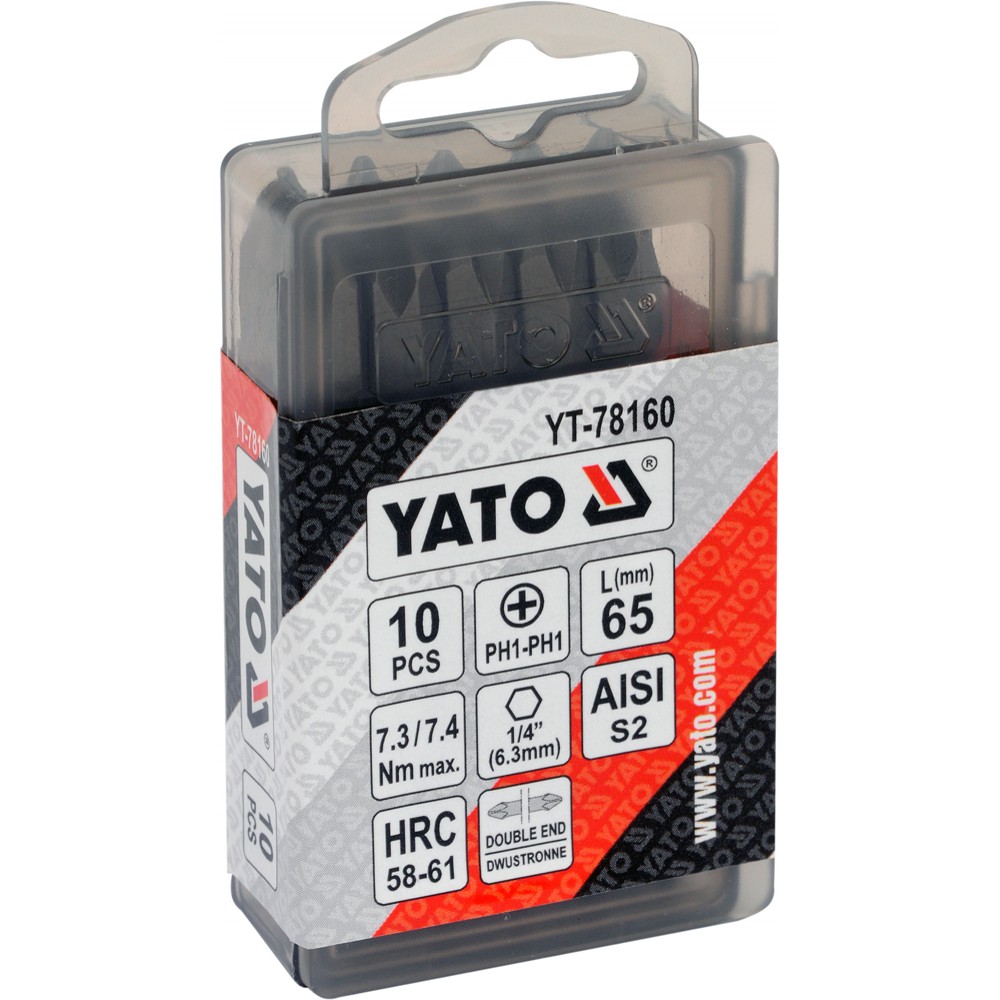 YATO®
YT-78160
YATO®
10
PCS
PH1-PH1
L(mm)
65
7.3/7.4
Nm max.
1/4”
(6.3mm)
AISI
S2
HRC
58-61
DOUBLE END
DWUSTRONNE
www.yato.com
YT-78160
YATO®
10
PCS